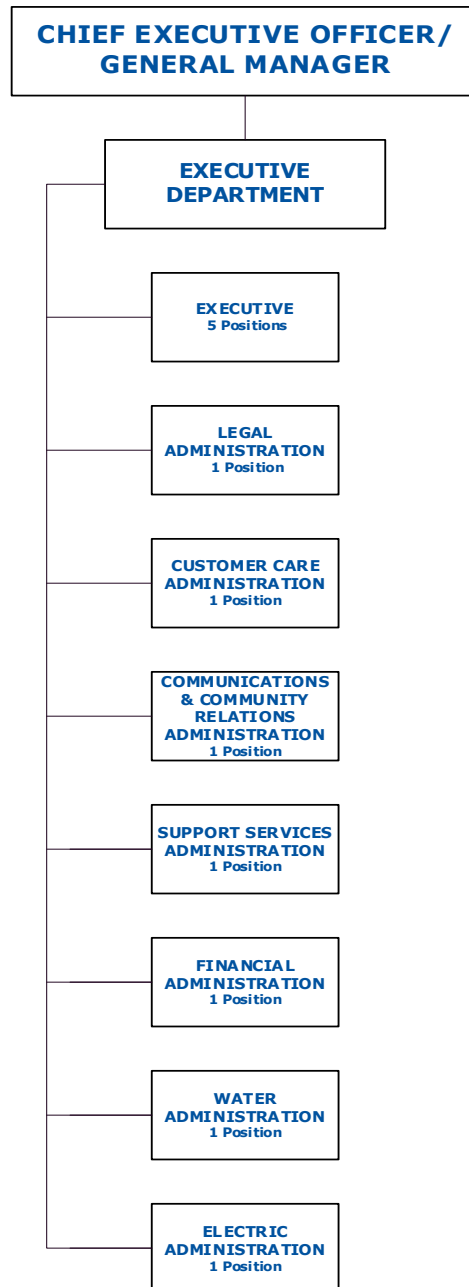 CHIEF EXECUTIVE OFFICER/
GENERAL MANAGER
EXECUTIVE
DEPARTMENT
EXECUTIVE
5 Positions
LEGAL
ADMINISTRATION
1 Position
CUSTOMER CARE
ADMINISTRATION
1 Position
COMMUNICATIONS
& COMMUNITY
RELATIONS
ADMINISTRATION
1 Position
SUPPORT SERVICES
ADMINISTRATION
1 Position
FINANCIAL
ADMINISTRATION
1 Position
WATER
ADMINISTRATION
1 Position
ELECTRIC
ADMINISTRATION
1 Position